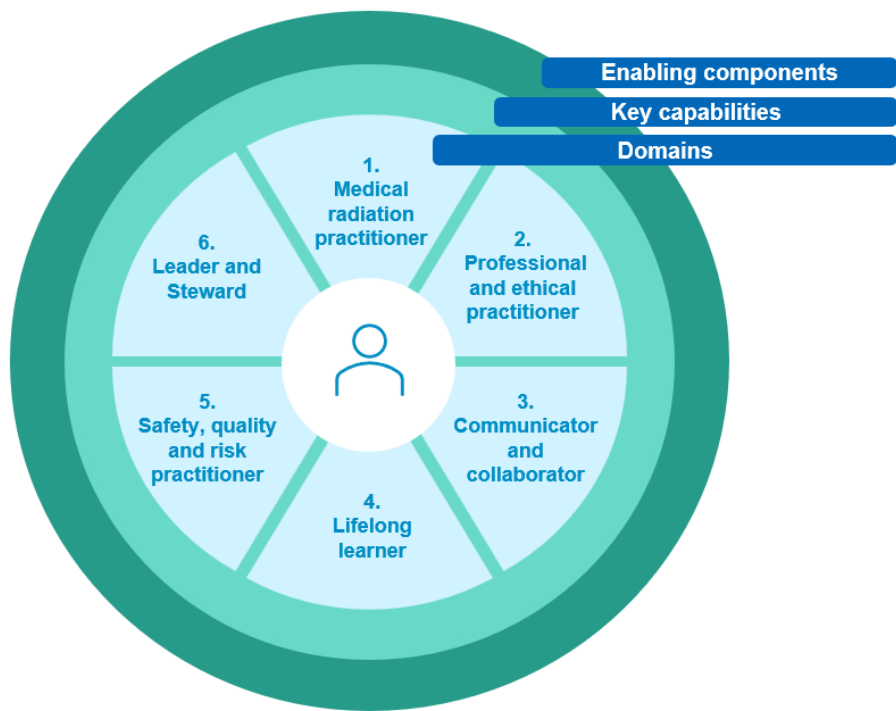 Enabling components
Key capabilities
Domains
1.
Medical
radiation
practitioner
2.
Professional
and ethical
practitioner
3.
Communicator
and
collaborator
4.
Lifelong
learner
5.
Safety, quality
and risk
practitioner
6.
Leader and
Steward